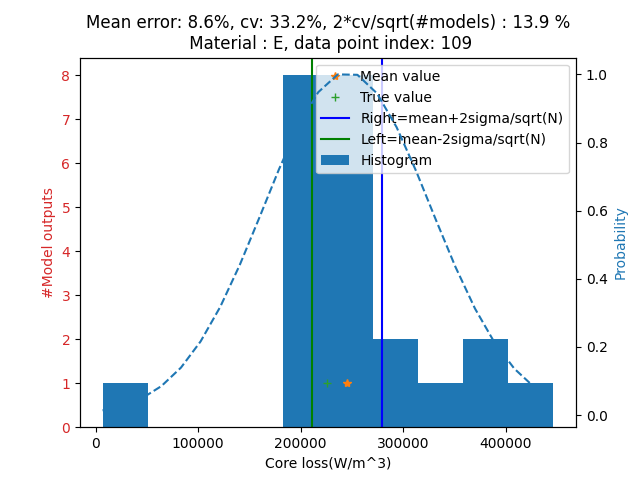 Mean error: 8.6%, cv: 33.2%, 2*cv/sqrt(#models) : 13.9 %
Material : E, data point index: 109
Mean value
True value
Right=mean+2sigma/sqrt(N)
Left=mean-2sigma/sqrt(N)
Histogram
#Model outputs
8
7
6
5
4
3
2
1
0
1.0
0.8
0.6
0.4
0.2
0.0
Probability
0
100000
200000
300000
400000
Core loss(W/m^3)